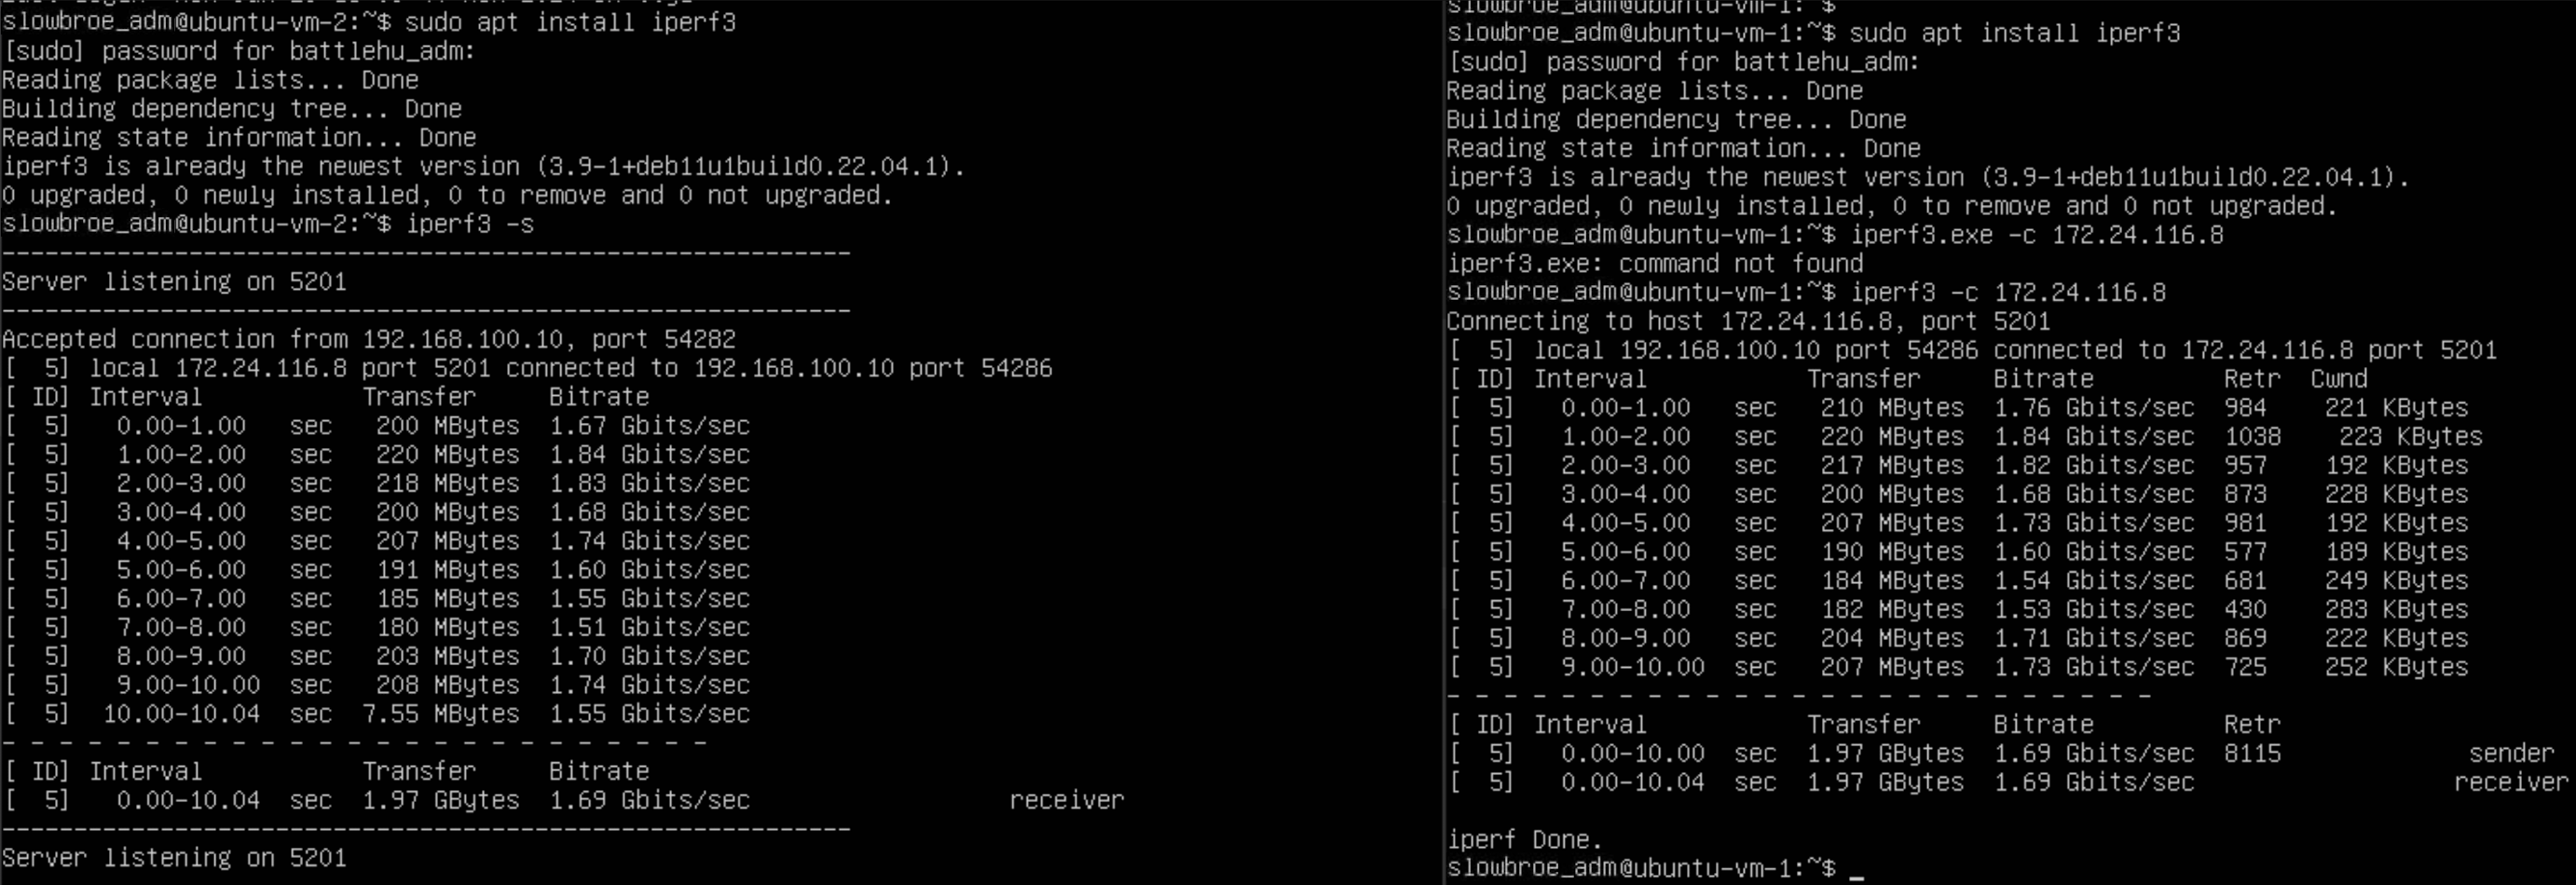 slowbroe_adm@ubuntu-vm-2:~$ sudo apt install iperf3
[sudo] password for battlehu_adm:
Reading package lists... Done
Building dependency tree... Done
Reading state information... Done
iperf3 is already the newest version (3.9-1+deb11u1build0.22.04.1).
0 upgraded, 0 newly installed, 0 to remove and 0 not upgraded.
slowbroe_adm@ubuntu-vm-2:~$ iperf3 -s
-----------------------------------------------------------
Server listening on 5201
-----------------------------------------------------------
Accepted connection from 192.168.100.10, port 54282
[  5] local 172.24.116.8 port 5201 connected to 192.168.100.10 port 54286
[ ID] Interval           Transfer     Bitrate
[  5]   0.00-1.00   sec   200 MBytes  1.67 Gbits/sec
[  5]   1.00-2.00   sec   220 MBytes  1.84 Gbits/sec
[  5]   2.00-3.00   sec   218 MBytes  1.83 Gbits/sec
[  5]   3.00-4.00   sec   200 MBytes  1.68 Gbits/sec
[  5]   4.00-5.00   sec   207 MBytes  1.74 Gbits/sec
[  5]   5.00-6.00   sec   191 MBytes  1.60 Gbits/sec
[  5]   6.00-7.00   sec   185 MBytes  1.55 Gbits/sec
[  5]   7.00-8.00   sec   180 MBytes  1.51 Gbits/sec
[  5]   8.00-9.00   sec   203 MBytes  1.70 Gbits/sec
[  5]   9.00-10.00  sec   208 MBytes  1.74 Gbits/sec
[  5]  10.00-10.04  sec  7.55 MBytes  1.55 Gbits/sec
- - - - - - - - - - - - - - - - - - - - - - - - -
[ ID] Interval           Transfer     Bitrate
[  5]   0.00-10.04  sec  1.97 GBytes  1.69 Gbits/sec                  receiver
-----------------------------------------------------------
Server listening on 5201
slowbroe_adm@ubuntu-vm-1:~$
slowbroe_adm@ubuntu-vm-1:~$ sudo apt install iperf3
[sudo] password for battlehu_adm:
Reading package lists... Done
Building dependency tree... Done
Reading state information... Done
iperf3 is already the newest version (3.9-1+deb11u1build0.22.04.1).
0 upgraded, 0 newly installed, 0 to remove and 0 not upgraded.
slowbroe_adm@ubuntu-vm-1:~$ iperf3.exe -c 172.24.116.8
iperf3.exe: command not found
slowbroe_adm@ubuntu-vm-1:~$ iperf3 -c 172.24.116.8
Connecting to host 172.24.116.8, port 5201
[  5] local 192.168.100.10 port 54286 connected to 172.24.116.8 port 5201
[ ID] Interval           Transfer     Bitrate         Retr  Cwnd
[  5]   0.00-1.00   sec   210 MBytes  1.76 Gbits/sec  984    221 KBytes
[  5]   1.00-2.00   sec   220 MBytes  1.84 Gbits/sec  1038    223 KBytes
[  5]   2.00-3.00   sec   217 MBytes  1.82 Gbits/sec  957    192 KBytes
[  5]   3.00-4.00   sec   200 MBytes  1.68 Gbits/sec  873    228 KBytes
[  5]   4.00-5.00   sec   207 MBytes  1.73 Gbits/sec  981    192 KBytes
[  5]   5.00-6.00   sec   190 MBytes  1.60 Gbits/sec  577    189 KBytes
[  5]   6.00-7.00   sec   184 MBytes  1.54 Gbits/sec  681    249 KBytes
[  5]   7.00-8.00   sec   182 MBytes  1.53 Gbits/sec  430    283 KBytes
[  5]   8.00-9.00   sec   204 MBytes  1.71 Gbits/sec  869    222 KBytes
[  5]   9.00-10.00  sec   207 MBytes  1.73 Gbits/sec  725    252 KBytes
- - - - - - - - - - - - - - - - - - - - - - - - -
[ ID] Interval           Transfer     Bitrate         Retr
[  5]   0.00-10.00  sec  1.97 GBytes  1.69 Gbits/sec  8115             sender
[  5]   0.00-10.04  sec  1.97 GBytes  1.69 Gbits/sec                  receiver
iperf Done.
slowbroe_adm@ubuntu-vm-1:~$ _